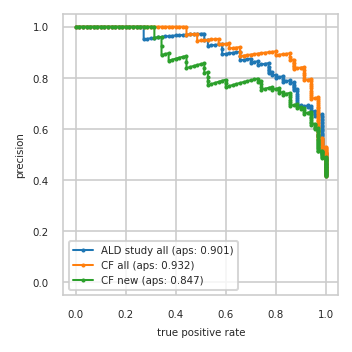 1.0
0.8
0.6
0.4
0.2
0.0
precision
ALD study all (aps: 0.901)
CF all (aps: 0.932)
CF new (aps: 0.847)
0.0 0.2 0.4 0.6 0.8 1.0
true positive rate